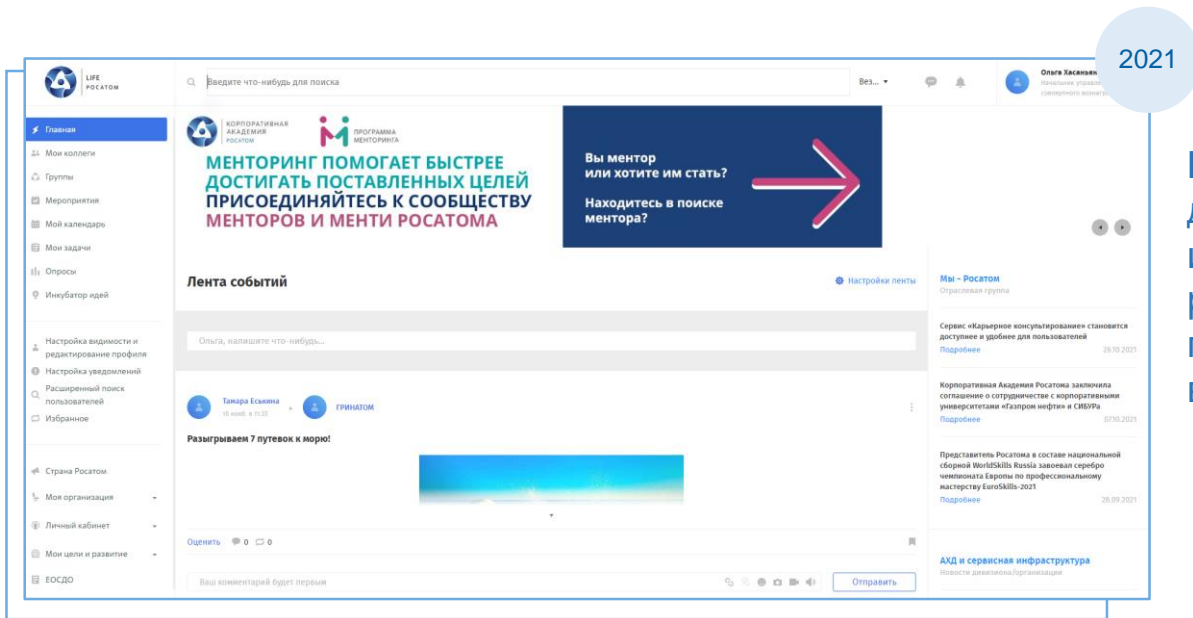 2021
LIFE
РОСАТОМ
Введите что-нибудь для поиска
Вез...
Ольга Хасаньян
Главная
Мои коллеги
Группы
Мероприятия
Мой календарь
Мои задачи
Опросы
Инкубатор идей
Настройка видимости и
редактирование профиля
Настройка уведомлений
Расширенный поиск
пользователей
Избранное
Страна Росатом
Моя организация
Личный кабинет
Мои цели и развитие
ЕОСДО
КОРПОРАТИВНАЯ
АКАДЕМИЯ
РОСАТОМ
ПРОГРАММА
МЕНТОРИНГА
МЕНТОРИНГ ПОМОГАЕТ БЫСТРЕЕ
ДОСТИГАТЬ ПОСТАВЛЕННЫХ ЦЕЛЕЙ
ПРИСОЕДИНЯЙТЕСЬ К СООБЩЕСТВУ
МЕНТОРОВ И МЕНТИ РОСАТОМА
Вы ментор
или хотите им стать?
Находитесь в поиске
ментора?
Лента событий
Настройки ленты
Ольга, напишите что-нибудь...
Тамара Еськина
ГРИНАТОМ
Разыгрываем 7 путевок к морю!
Оценить 0 0
Ваш комментарий будет первым
Отправить
Мы - Росатом
Отраслевая группа
Сервис «Карьерное консультирование» становится
доступнее и удобнее для пользователей
Подробнее 29.10.2021
Корпоративная Академия Росатома заключила
соглашение о сотрудничестве с корпоративными
университетами «Газпром нефти» и СИБУРа
Подробнее 07.10.2021
Представитель Росатома в составе национальной
сборной WorldSkills Russia завоевал серебро
чемпионата Европы по профессиональному
мастерству EuroSkills-2021
Подробнее 28.09.2021
АХД и сервисная инфраструктура
Новости дивизиона/организации